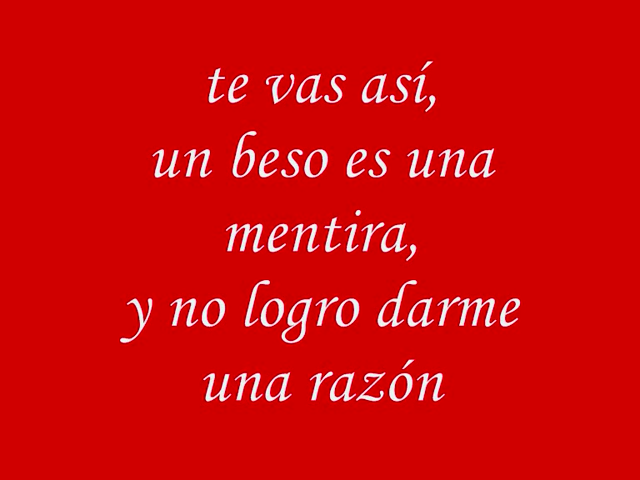 te vas así,
un beso es una
mentira,
y no logro darme
una razón